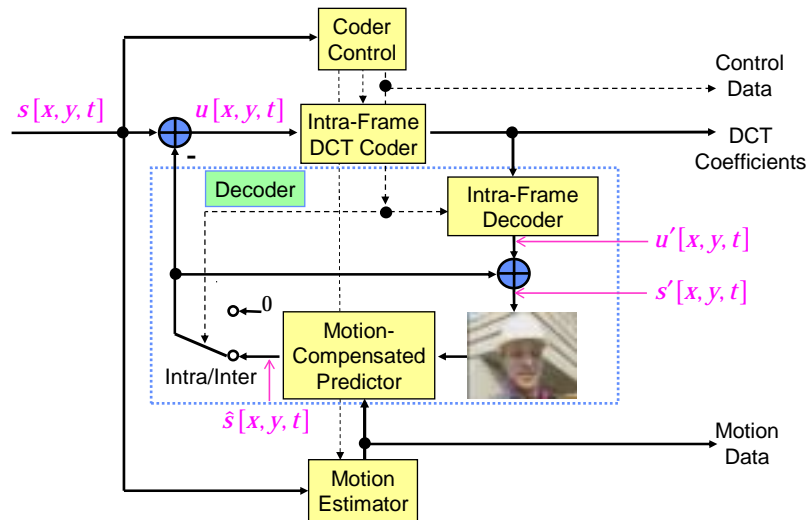 Coder
Control
Control
Data
s[x, y, t]
u[x, y, t]
Intra-Frame
DCT Coder
DCT
Coefficients
-
Decoder
Intra-Frame
Decoder
u′[x, y, t]
s′[x, y, t]
0
Motion-
Compensated
Predictor
Intra/Inter
ŝ[x, y, t]
Motion
Data
Motion
Estimator